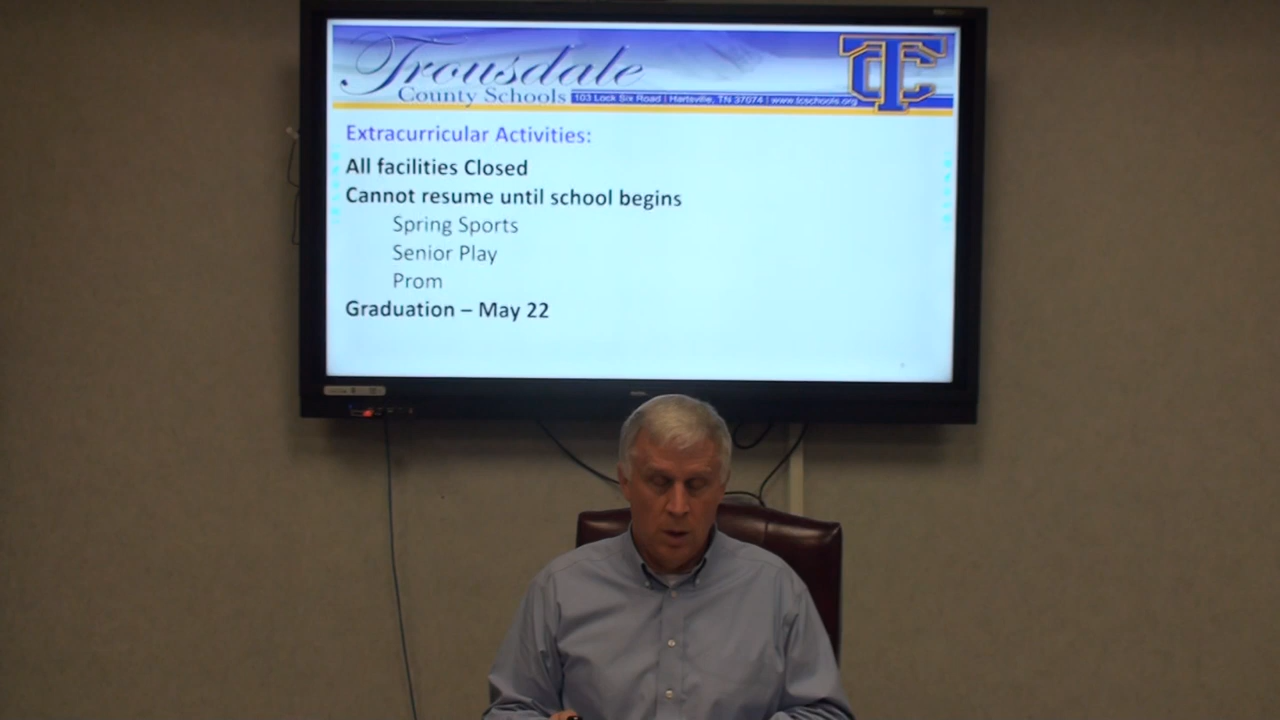 Trousdale
County Schools
103 Lock Six Road | Hartsville, TN 37074 | www.tcschools.org
TC
Extracurricular Activities:
All facilities Closed
Cannot resume until school begins
Spring Sports
Senior Play
Prom
Graduation – May 22